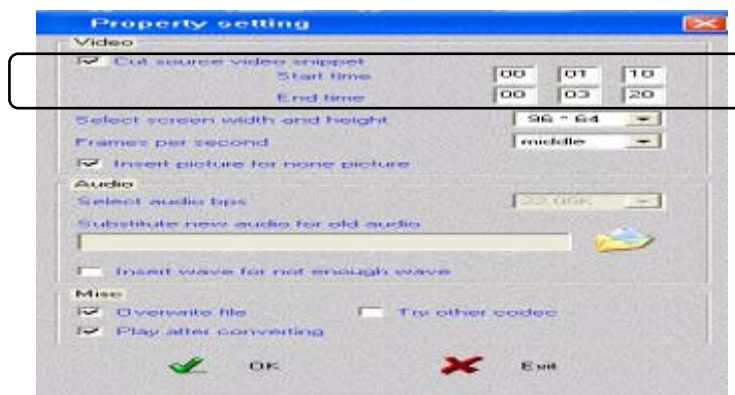 Property setting
Video
Cut source video snippet
Start time 00 01 10
End time 00 03 20
Select screen width and height 96 * 64
Frames per second middle
Insert picture for none picture
Audio
Select audio bps 22.05K
Substitute new audio for old audio
Insert wave for not enough wave
Misc
Overwrite file Try other codec
Play after converting
OK Exit